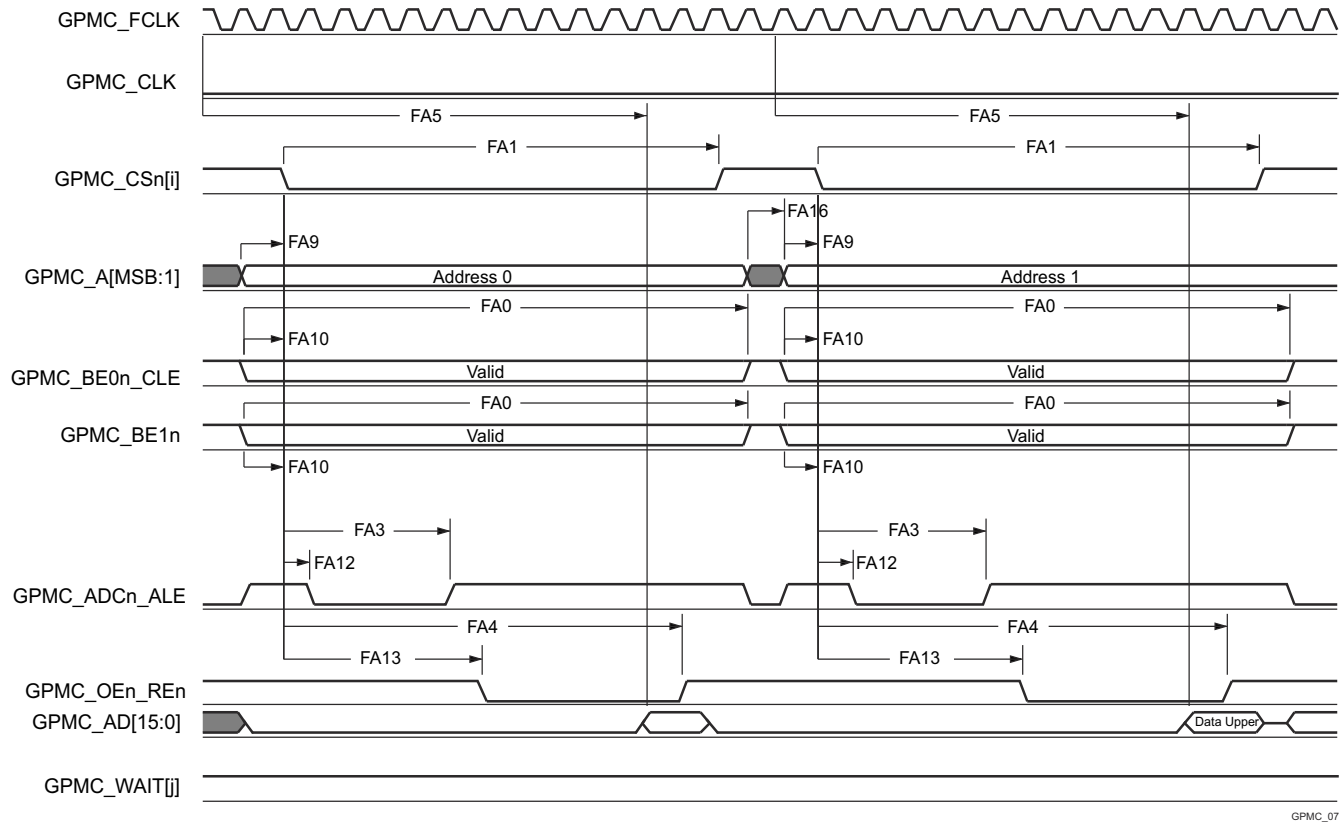 GPMC_FCLK
GPMC_CLK
FA5 FA5
FA1 FA1
GPMC_CSn[i]
FA16
FA9 FA9
GPMC_A[MSB:1] Address 0 Address 1
FA0 FA0
FA10 FA10
GPMC_BE0n_CLE Valid Valid
FA0 FA0
GPMC_BE1n Valid Valid
FA10 FA10
FA3 FA3
FA12 FA12
GPMC_ADCn_ALE
FA4 FA4
FA13 FA13
GPMC_OEn_REn
GPMC_AD[15:0] Data Upper
GPMC_WAIT[j]
GPMC_07